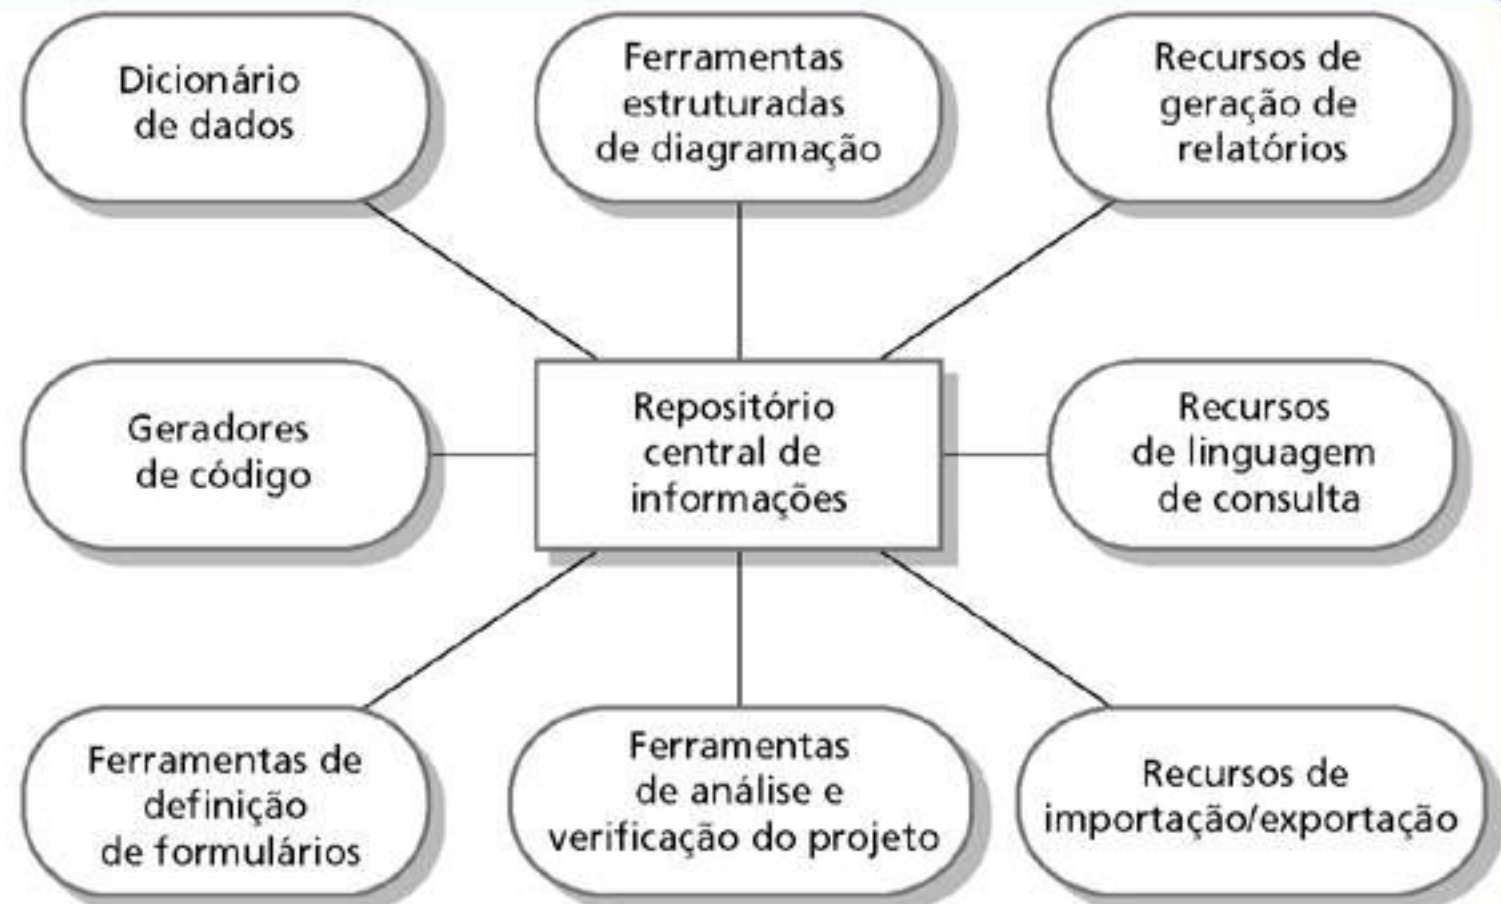 Dicionário
de dados
Ferramentas
estruturadas
de diagramação
Recursos de
geração de
relatórios
Geradores
de código
Repositório
central de
informações
Recursos
de linguagem
de consulta
Ferramentas de
definição
de formulários
Ferramentas
de análise e
verificação do projeto
Recursos de
importação/exportação